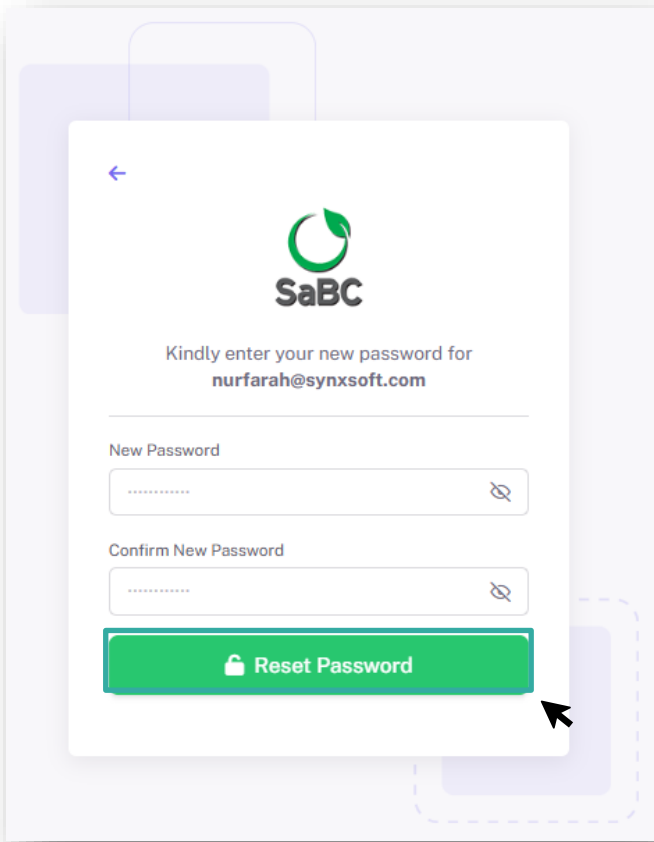 SaBC
Kindly enter your new password for
nurfarah@synxsoft.com
New Password
Confirm New Password
Reset Password